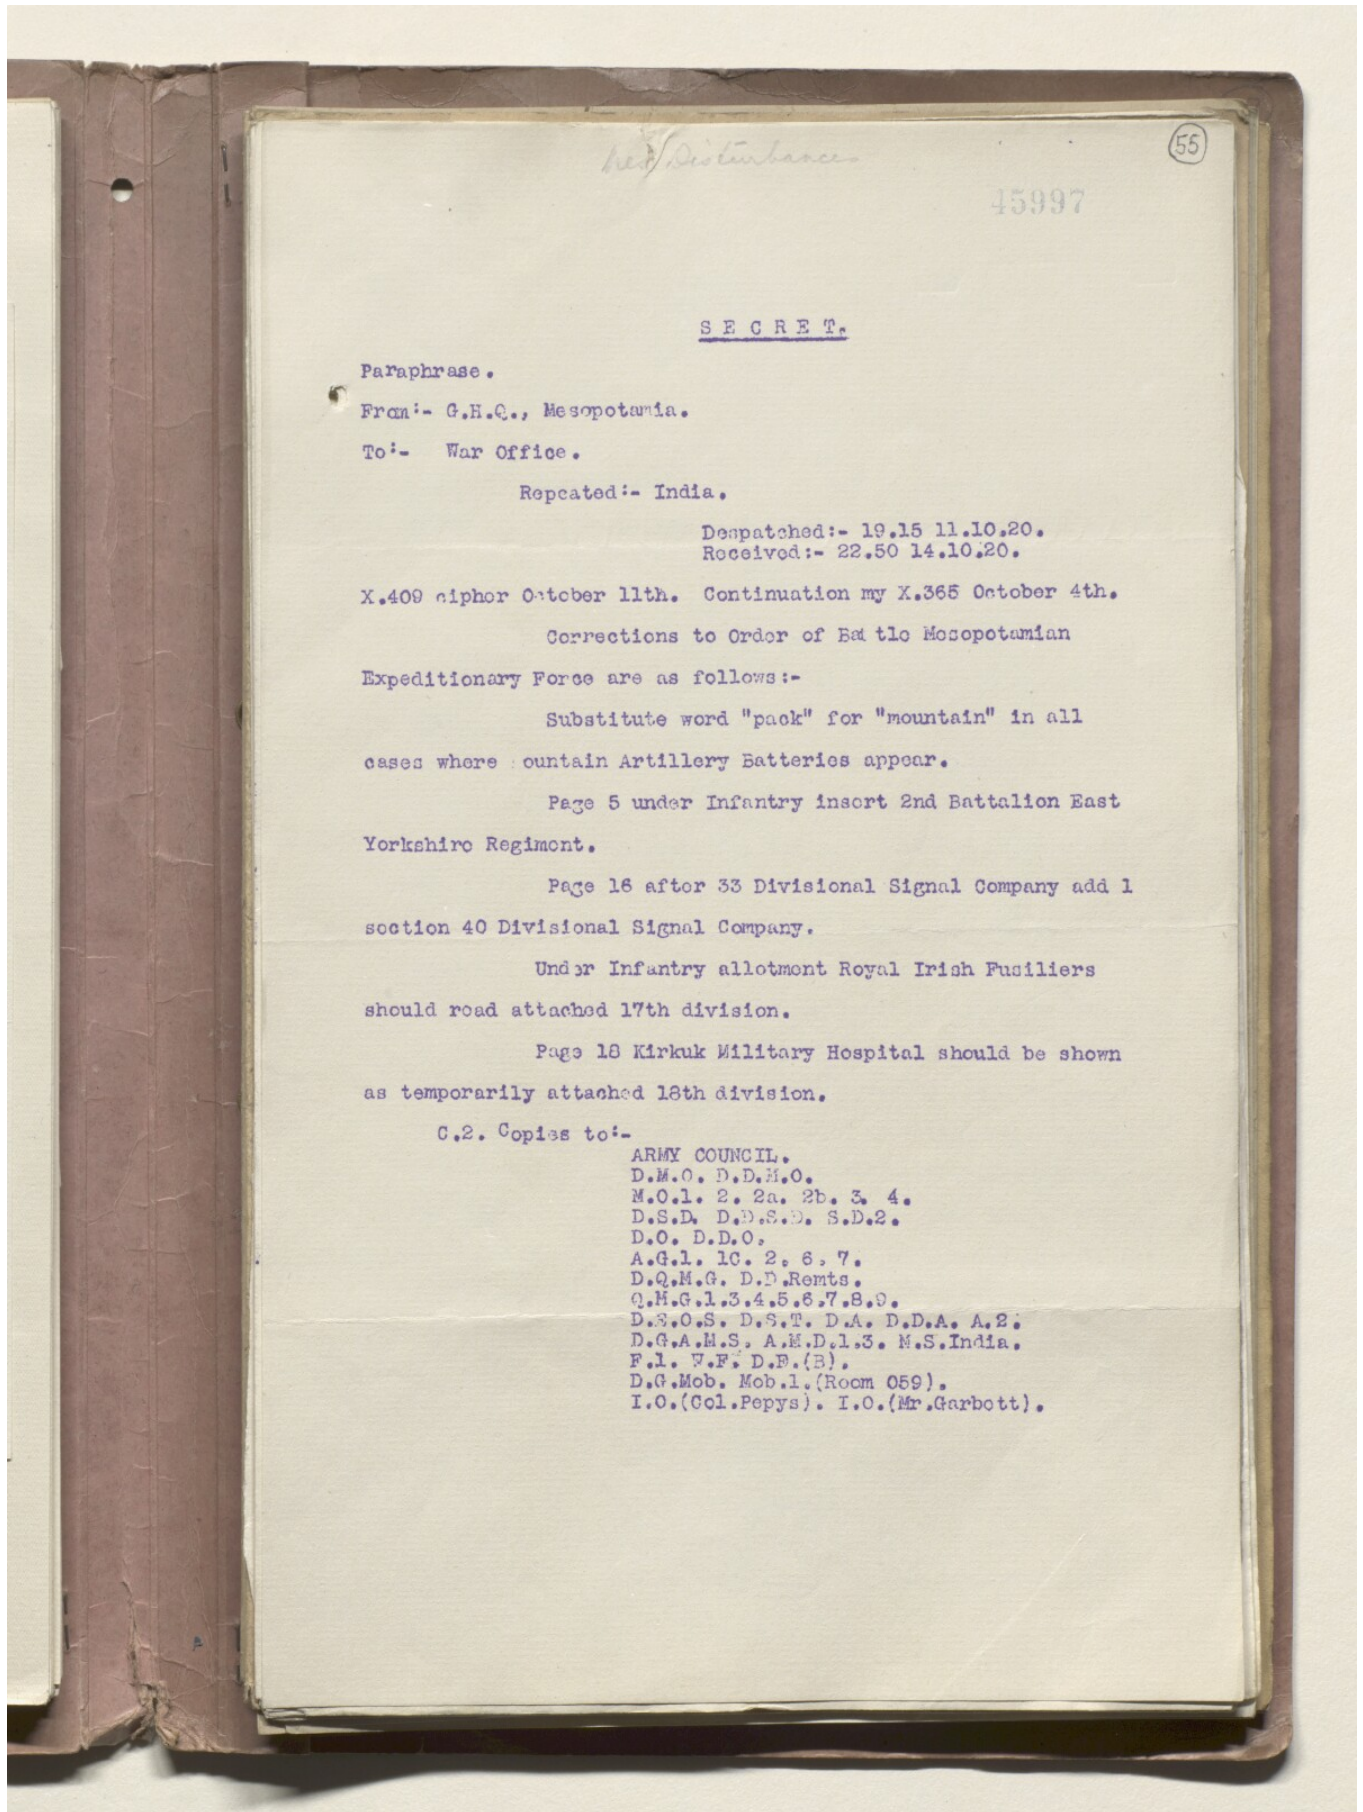 Mes/Disturbances
55
45997
SECRET.
Paraphrase.
From:- G.H.Q., Mesopotamia.
To:- War Office.
Repeated:- India.
Despatched:- 19.15 11.10.20.
Received:- 22.50 14.10.20.
X.409 cipher October 11th. Continuation my X.365 October 4th.
Corrections to Order of Battle Mesopotamian
Expeditionary Force are as follows:-
Substitute word "pack" for "mountain" in all
cases where ountain Artillery Batteries appear.
Page 5 under Infantry insert 2nd Battalion East
Yorkshire Regiment.
Page 16 after 33 Divisional Signal Company add 1
section 40 Divisional Signal Company.
Under Infantry allotment Royal Irish Fusiliers
should read attached 17th division.
Page 18 Kirkuk Military Hospital should be shown
as temporarily attached 18th division.
C.2. Copies to:-
ARMY COUNCIL.
D.M.O. D.D.M.O.
M.O.1. 2. 2a. 2b. 3. 4.
D.S.D. D.D.S.D. S.D.2.
D.O. D.D.O.
A.G.1. 1C. 2. 6. 7.
D.Q.M.G. D.D.Remts.
Q.M.G.1.3.4.5.6.7.8.9.
D.E.O.S. D.S.T. D.A. D.D.A. A.2.
D.G.A.M.S. A.M.D.1.3. M.S.India.
F.1. W.F. D.F.(B).
D.G.Mob. Mob.1.(Room 059).
I.O.(Col.Pepys). I.O.(Mr.Garbett).